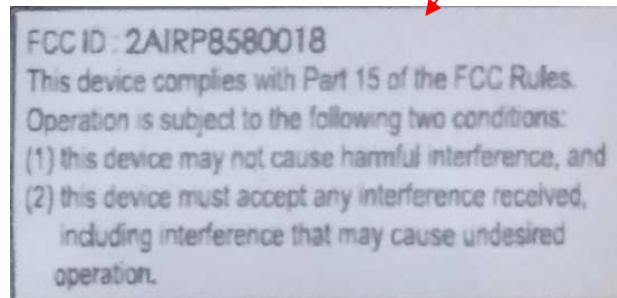 FCC ID : 2AIRP8580018
This device complies with Part 15 of the FCC Rules.
Operation is subject to the following two conditions:
(1) this device may not cause harmful interference, and
(2) this device must accept any interference received,
including interference that may cause undesired
operation.